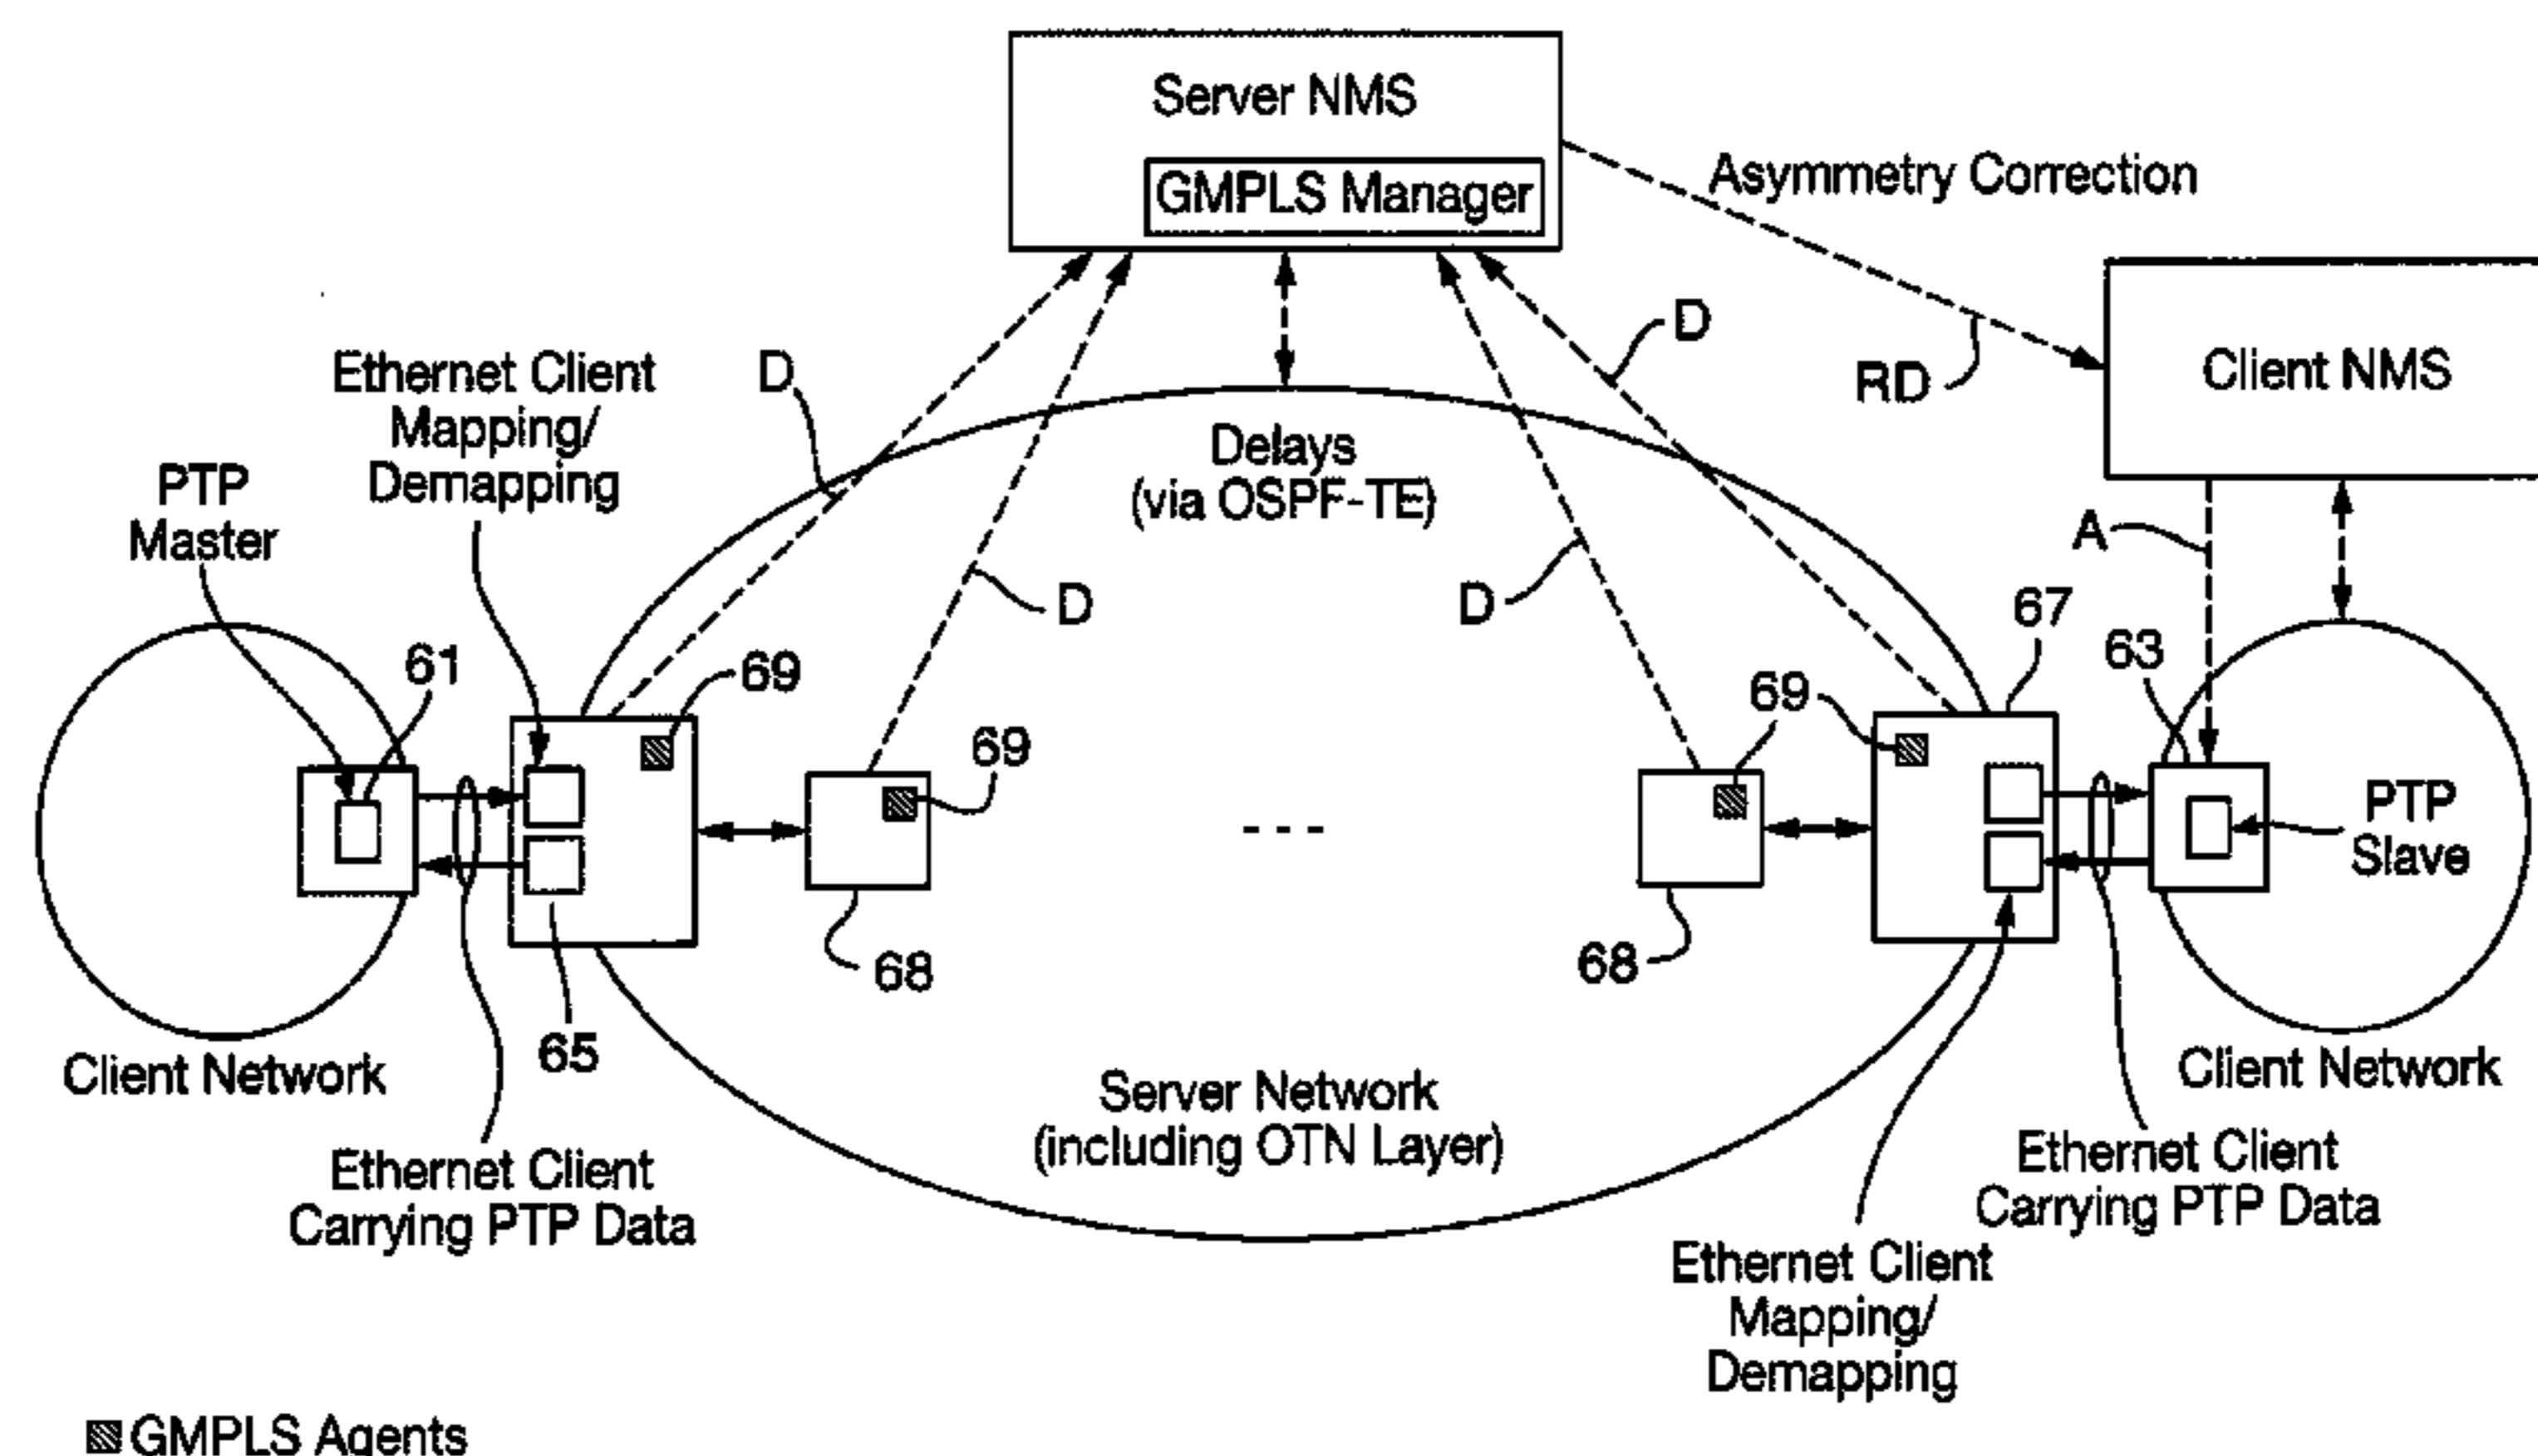 Server NMS
GMPLS Manager
Asymmetry Correction
Client NMS
RD
D
D
Ethernet Client
Mapping/
Demapping
Delays
(via OSPF-TE)
PTP
Master
A
D
D
67
63
61
69
69
69
69
PTP
Slave
68
68
65
Client Network
Client Network
Server Network
(including OTN Layer)
Ethernet Client
Carrying PTP Data
Ethernet Client
Carrying PTP Data
Ethernet Client
Mapping/
Demapping
GMPLS Agents